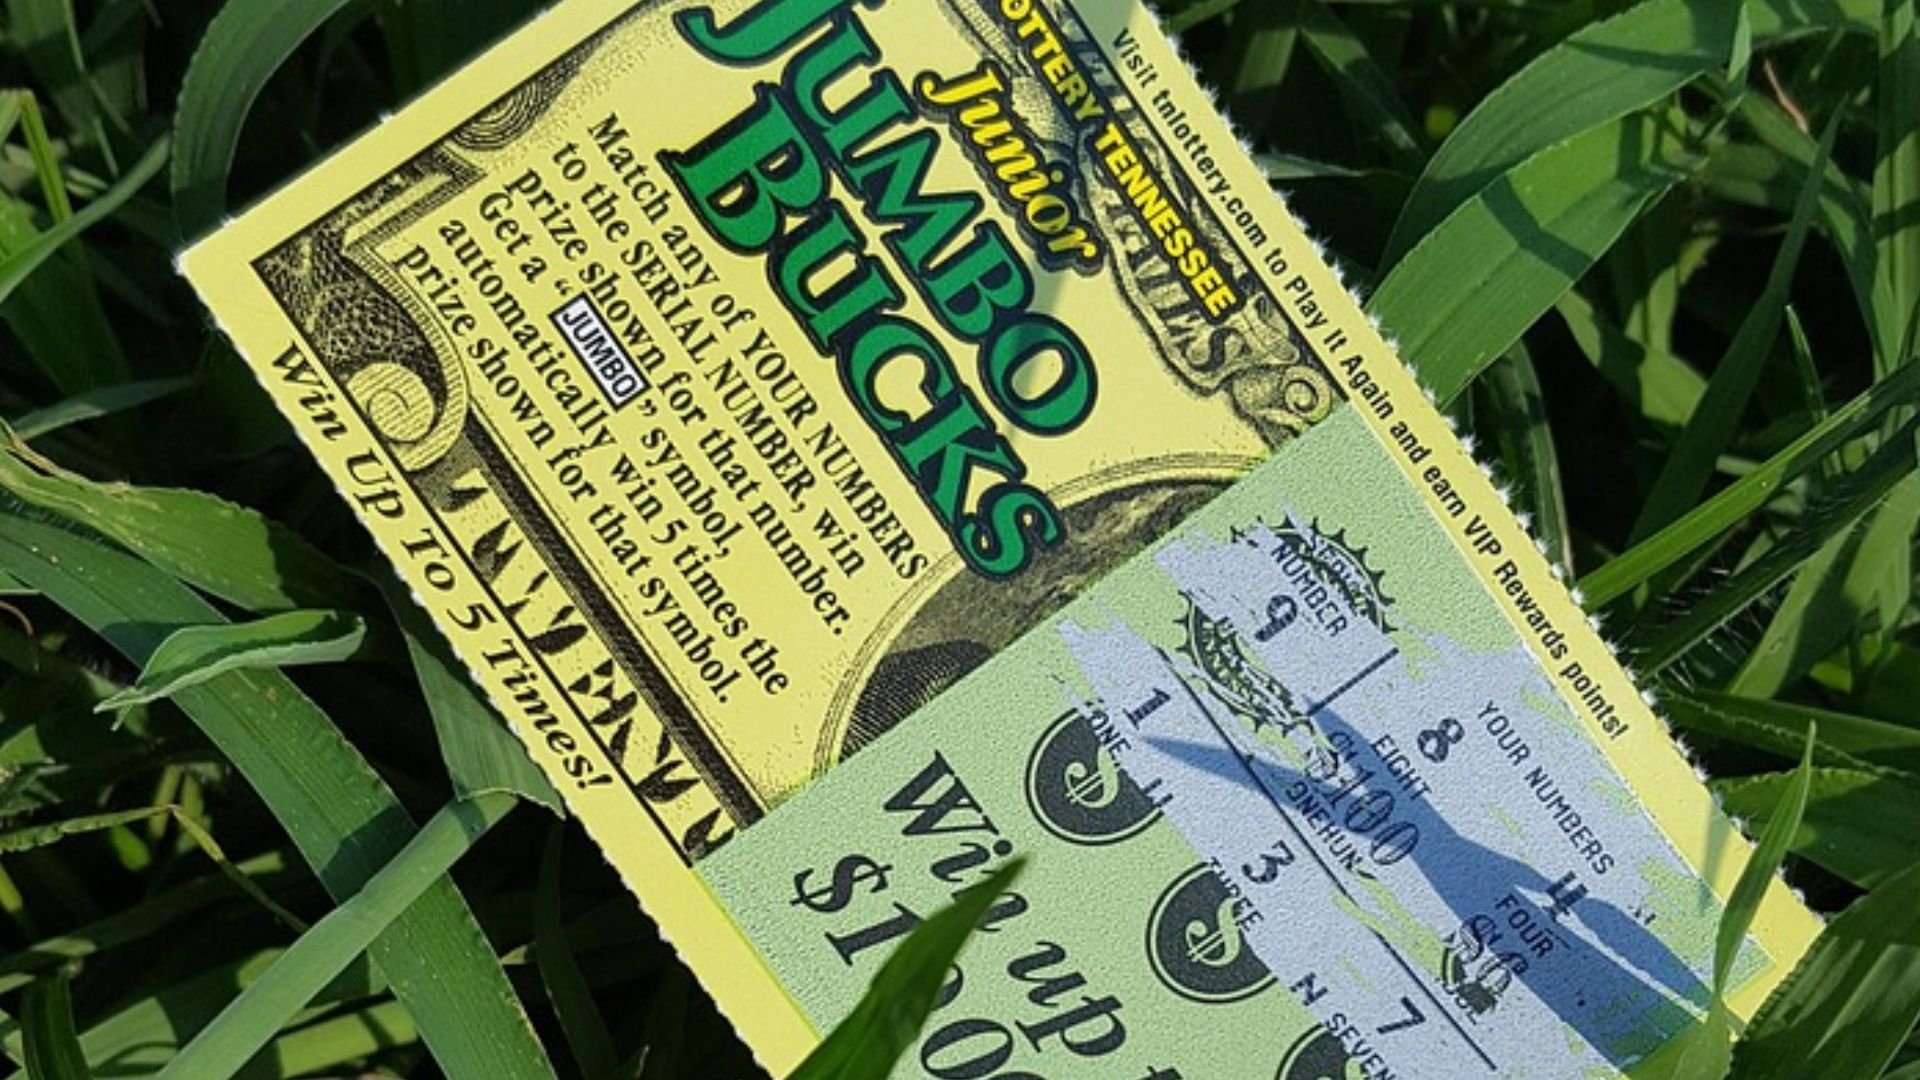 Visit tnlottery.com to Play It Again and earn VIP Rewards points!
LOTTERY TENNESSEE
JUMBO
Junior
BUCKS
Match any of YOUR NUMBERS
to the SERIAL NUMBER, win
prize shown for that number.
Get a "JUMBO" symbol,
automatically win 5 times the
prize shown for that symbol.
Win Up To 5 Times!
SERIAL
NUMBER
9
YOUR NUMBERS
8
EIGHT
$100
ONEHUN
4
FOUR
1
ONE
3
THREE
7
SEVEN
Win up